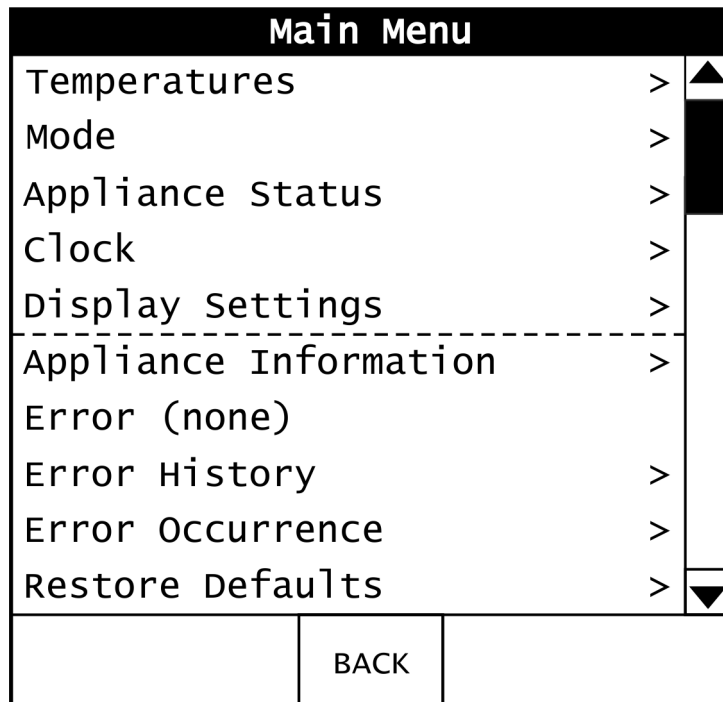 Main Menu
Temperatures >
Mode >
Appliance Status >
Clock >
Display Settings >
Appliance Information >
Error (none)
Error History >
Error Occurrence >
Restore Defaults >
BACK